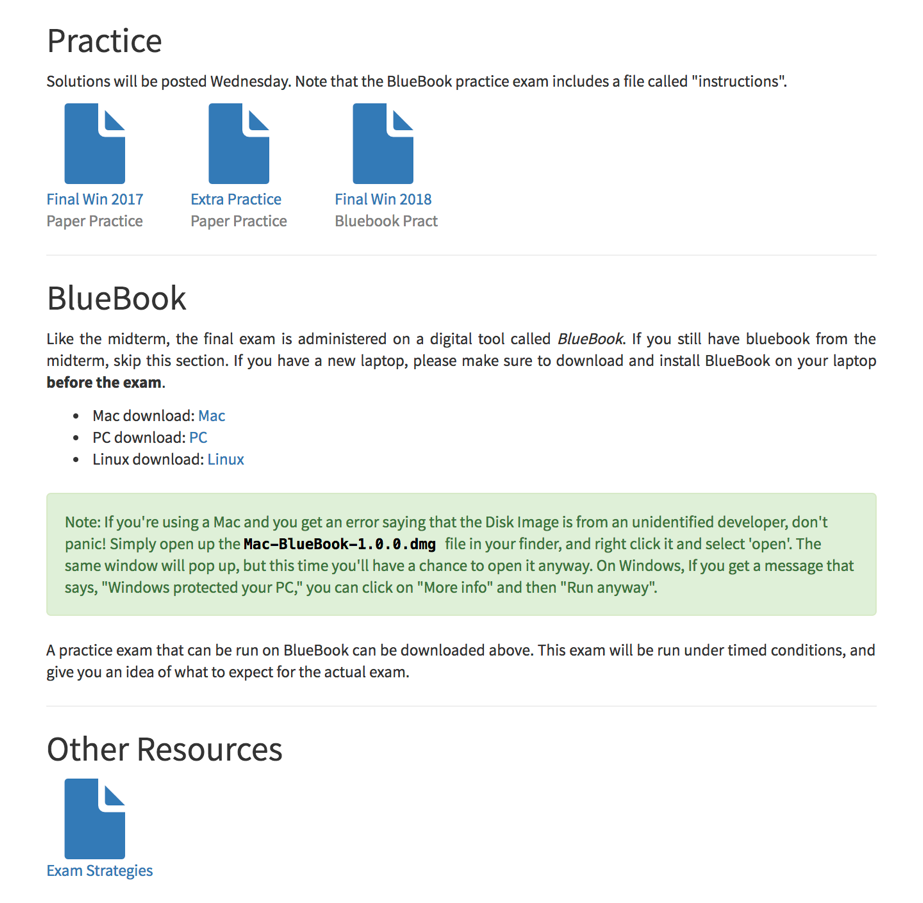 Practice
Solutions will be posted Wednesday. Note that the BlueBook practice exam includes a file called "instructions".
Final Win 2017 Extra Practice Final Win 2018
Paper Practice Paper Practice Bluebook Pract
BlueBook
Like the midterm, the final exam is administered on a digital tool called BlueBook. If you still have bluebook from the
midterm, skip this section. If you have a new laptop, please make sure to download and install BlueBook on your laptop
before the exam.
• Mac download: Mac
• PC download: PC
• Linux download: Linux
Note: If you're using a Mac and you get an error saying that the Disk Image is from an unidentified developer, don't
panic! Simply open up the Mac-BlueBook-1.0.0.dmg file in your finder, and right click it and select 'open'. The
same window will pop up, but this time you'll have a chance to open it anyway. On Windows, If you get a message that
says, "Windows protected your PC," you can click on "More info" and then "Run anyway".
A practice exam that can be run on BlueBook can be downloaded above. This exam will be run under timed conditions, and
give you an idea of what to expect for the actual exam.
Other Resources
Exam Strategies